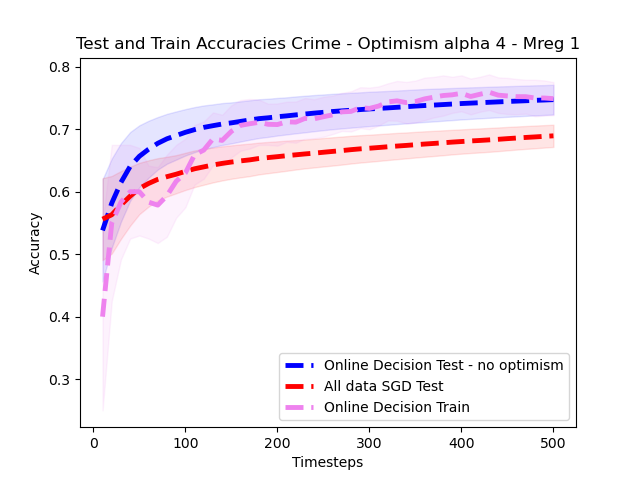 Test and Train Accuracies Crime - Optimism alpha 4 - Mreg 1
0.8
0.7
0.6
0.5
0.4
0.3
Accuracy
0 100 200 300 400 500
Timesteps
Online Decision Test - no optimism
All data SGD Test
Online Decision Train